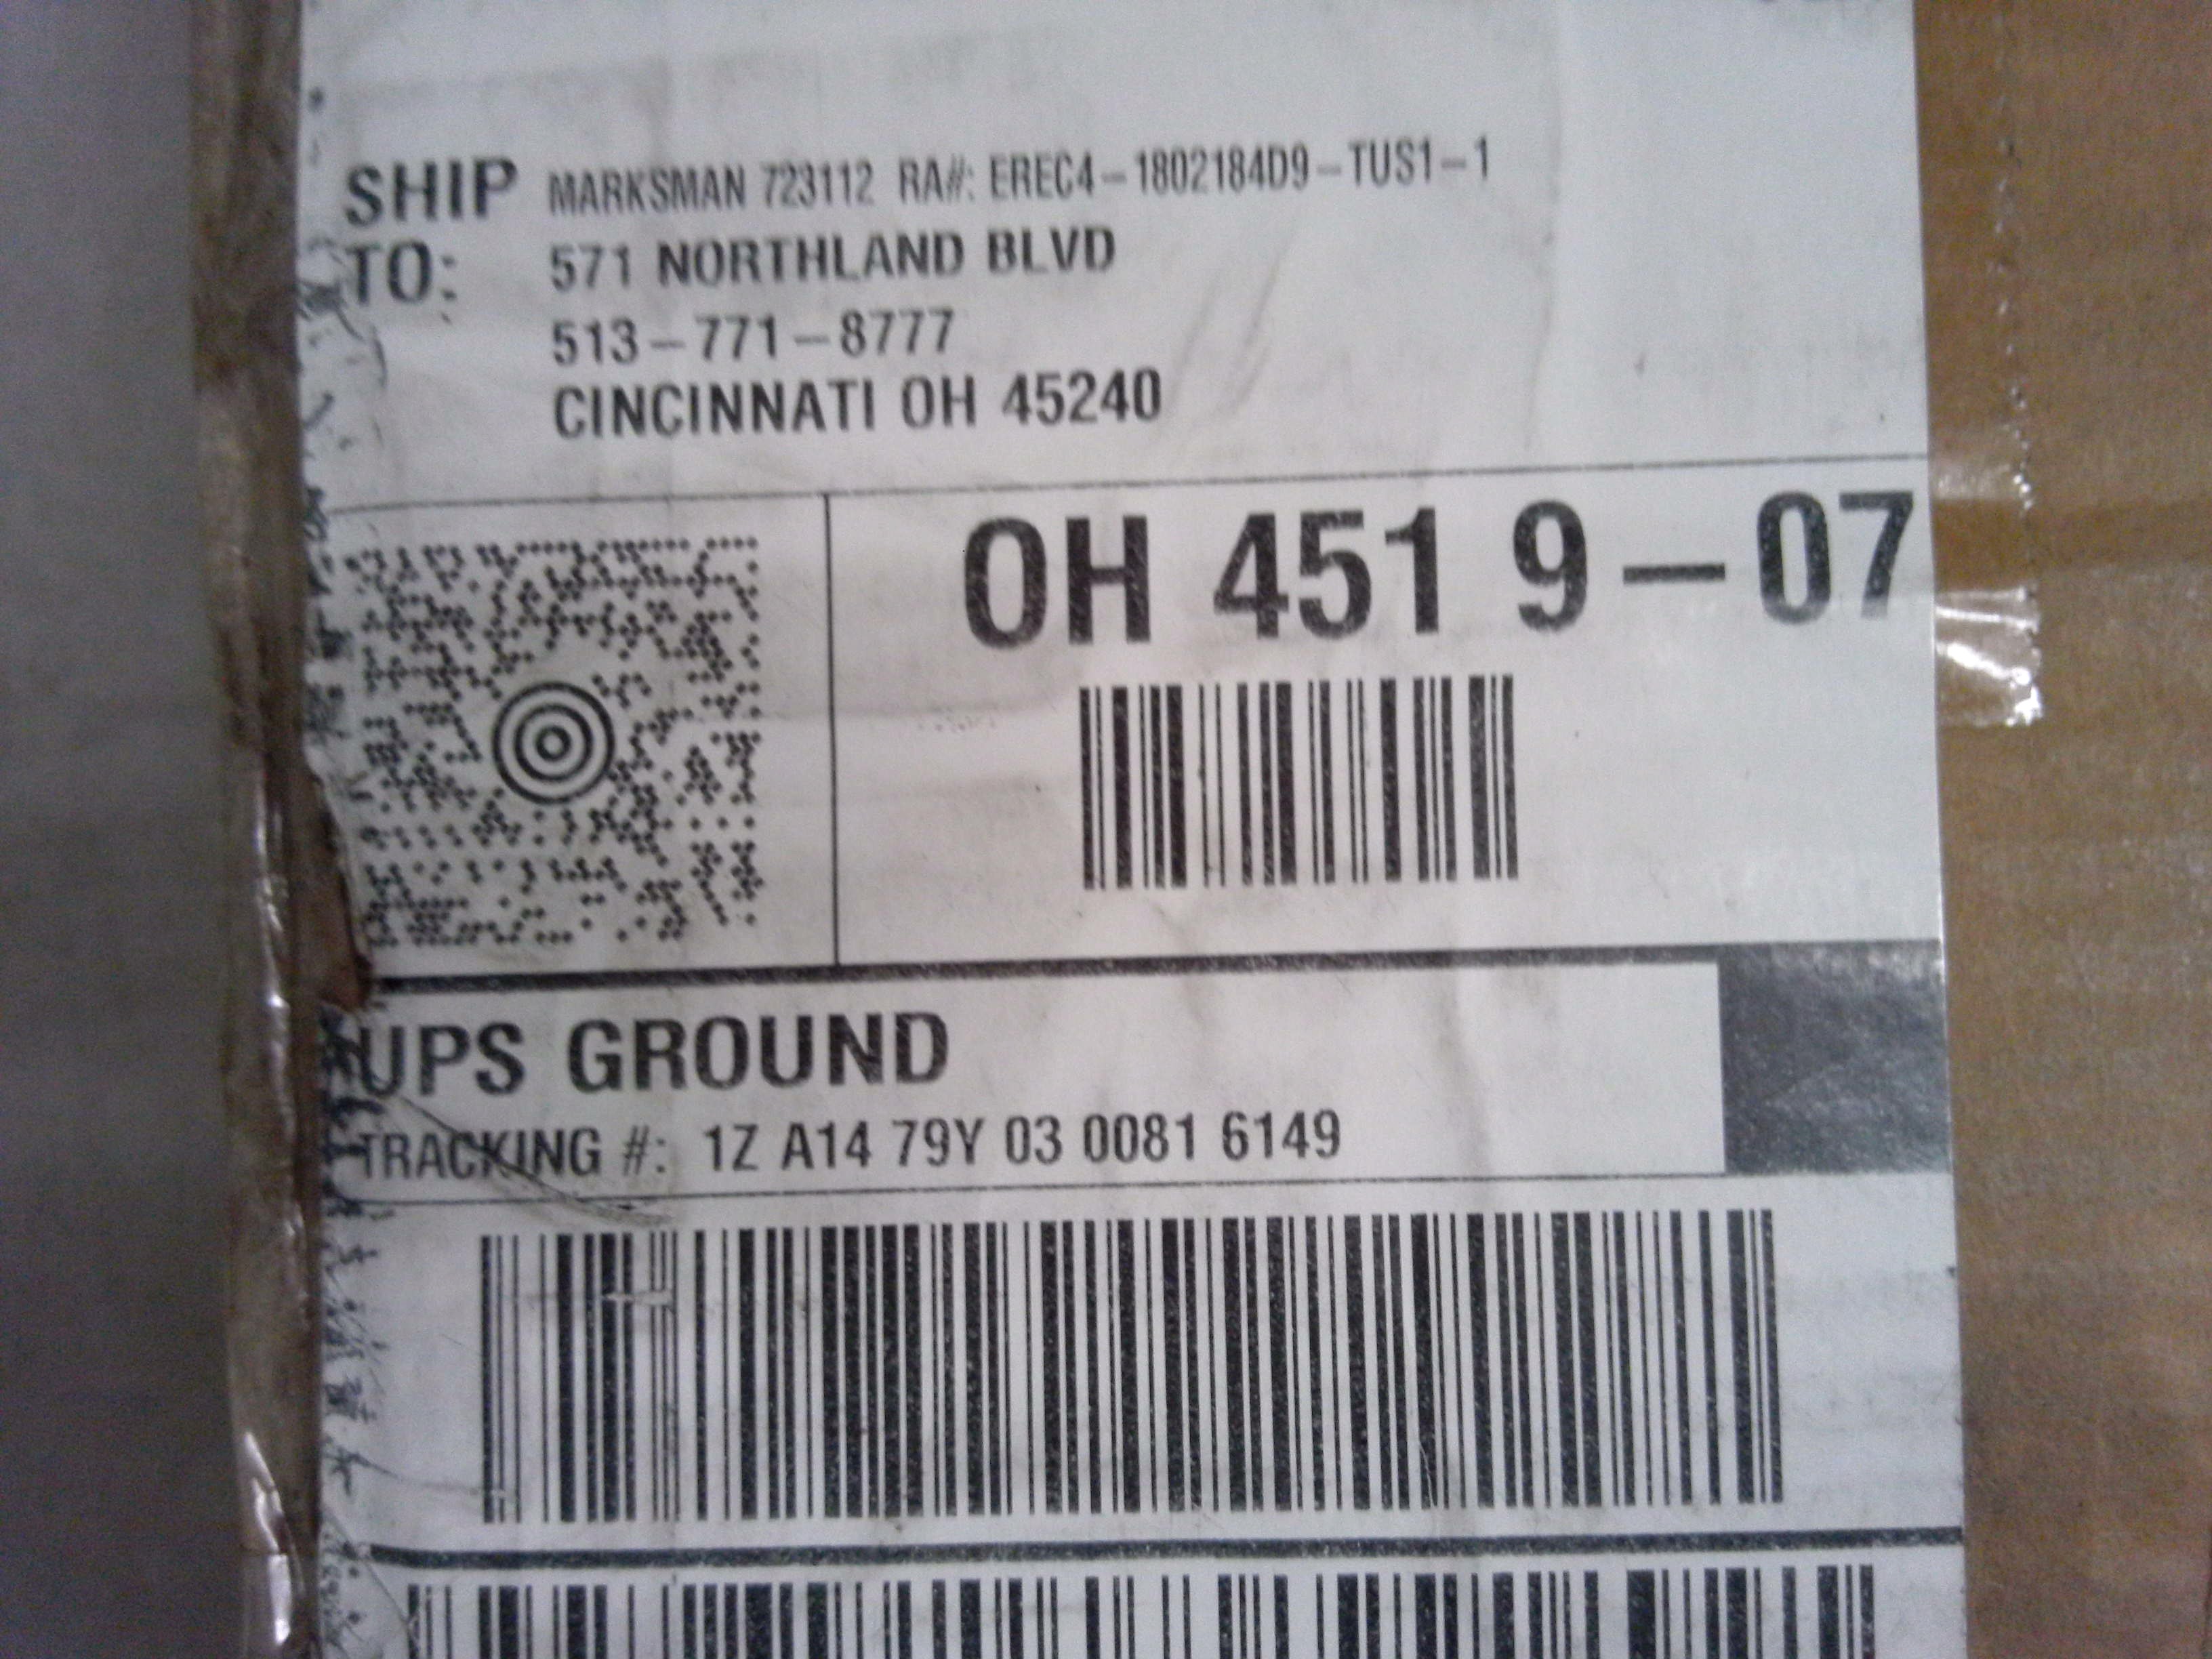 SHIP TO: MARKSMAN 723112 RA#: EREC4-1802184D9-TUS1-1
571 NORTHLAND BLVD
513-771-8777
CINCINNATI OH 45240
OH 451 9-07
UPS GROUND
TRACKING #: 1Z A14 79Y 03 0081 6149